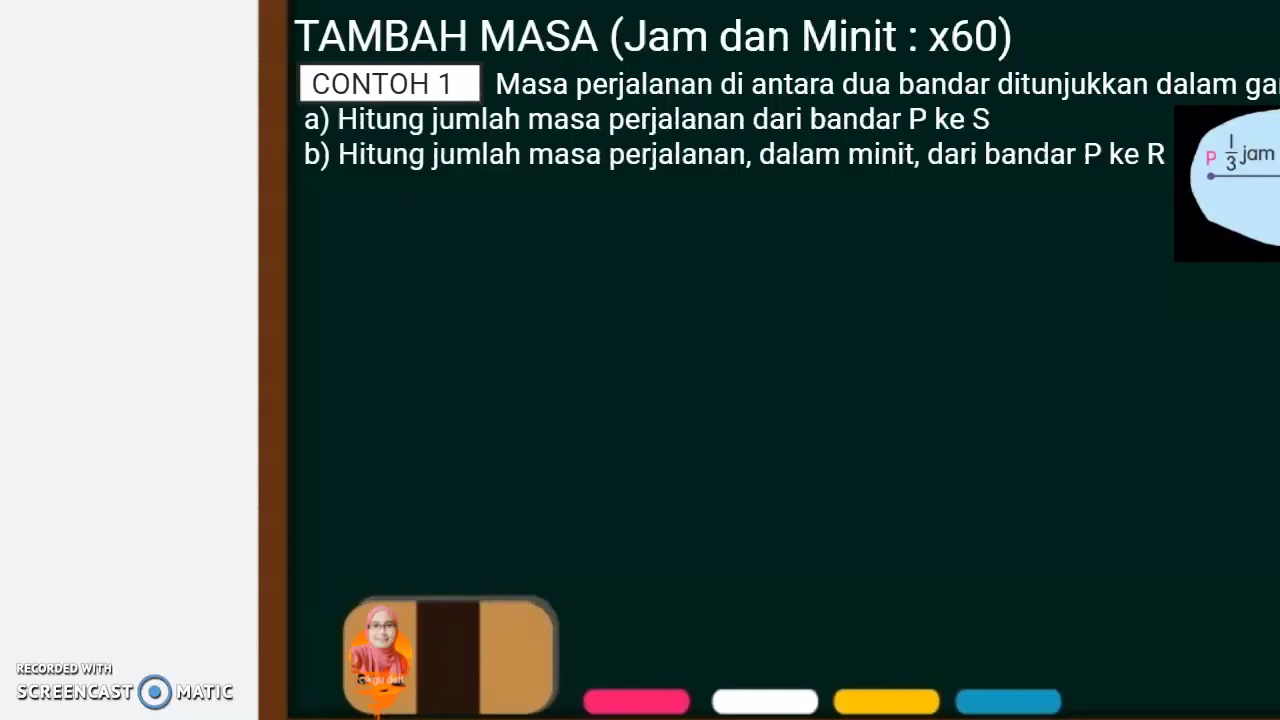 TAMBAH MASA (Jam dan Minit : x60)
CONTOH 1 Masa perjalanan di antara dua bandar ditunjukkan dalam
a) Hitung jumlah masa perjalanan dari bandar P ke S
b) Hitung jumlah masa perjalanan, dalam minit, dari bandar P ke R
P 1/3 jam
RECORDED WITH
SCREENCAST MATIC